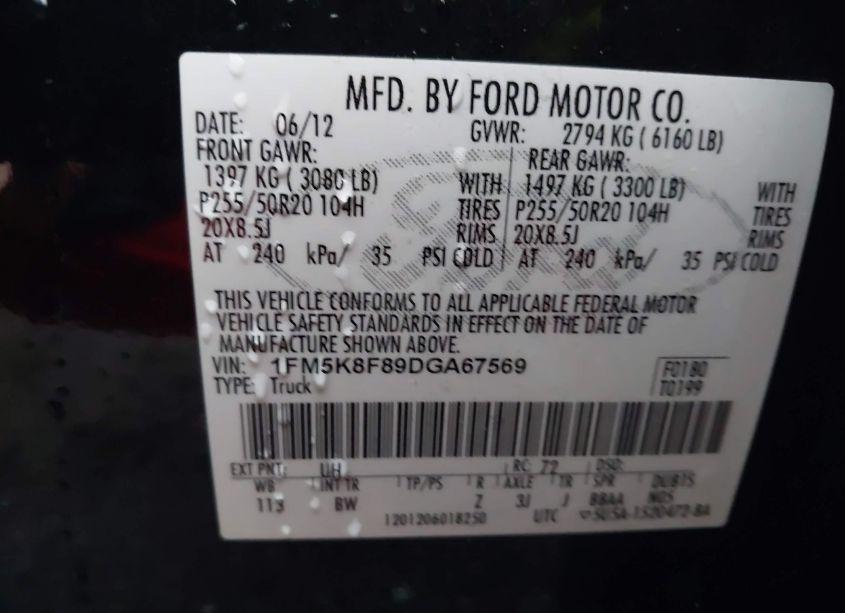 MFD. BY FORD MOTOR CO.
DATE: 06/12 GVWR: 2794 KG ( 6160 LB)
FRONT GAWR: REAR GAWR:
1397 KG ( 3080 LB) WITH 1497 KG ( 3300 LB) WITH
P255/50R20 104H TIRES P255/50R20 104H TIRES
20X8.5J RIMS 20X8.5J RIMS
AT 240 kPa/ 35 PSI COLD AT 240 kPa/ 35 PSI COLD
THIS VEHICLE CONFORMS TO ALL APPLICABLE FEDERAL MOTOR
VEHICLE SAFETY STANDARDS IN EFFECT ON THE DATE OF
MANUFACTURE SHOWN ABOVE.
VIN: 1FM5K8F89DGA67569 F0180
TYPE: Truck T0199
EXT PNT: UH RC: 72 DSO:
WB INT TR TP/PS R AXLE TR SPR
113 BW Z 3J J BBAA
1201206018250 UTC